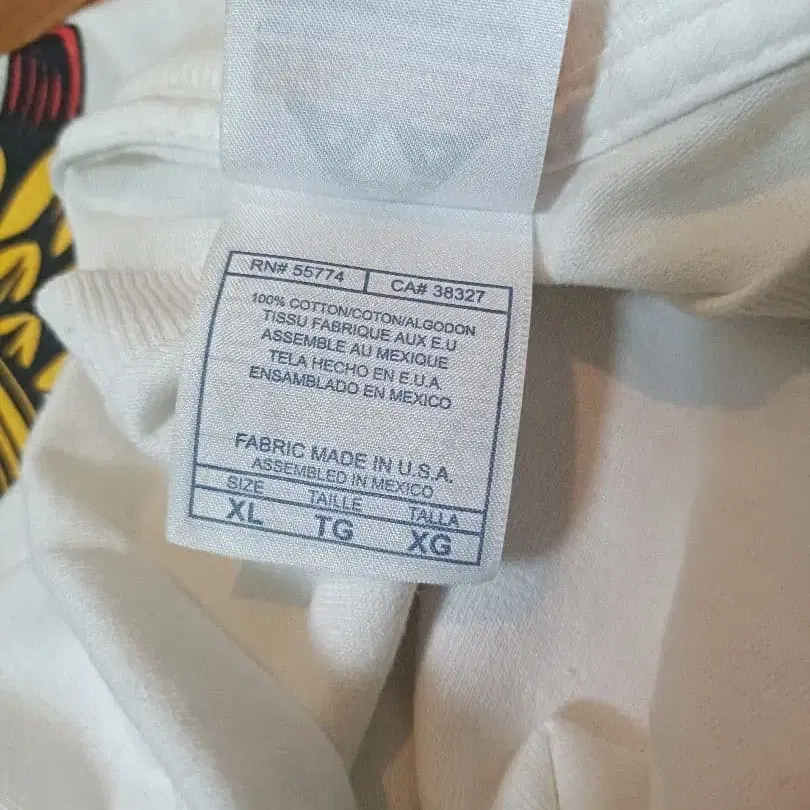 RN# 55774 CA# 38327
100% COTTON/COTON/ALGODON
TISSU FABRIQUE AUX E.U
ASSEMBLE AU MEXIQUE
TELA HECHO EN E.U.A.
ENSAMBLADO EN MEXICO
FABRIC MADE IN U.S.A.
ASSEMBLED IN MEXICO
SIZE TAILLE TALLA
XL TG XG